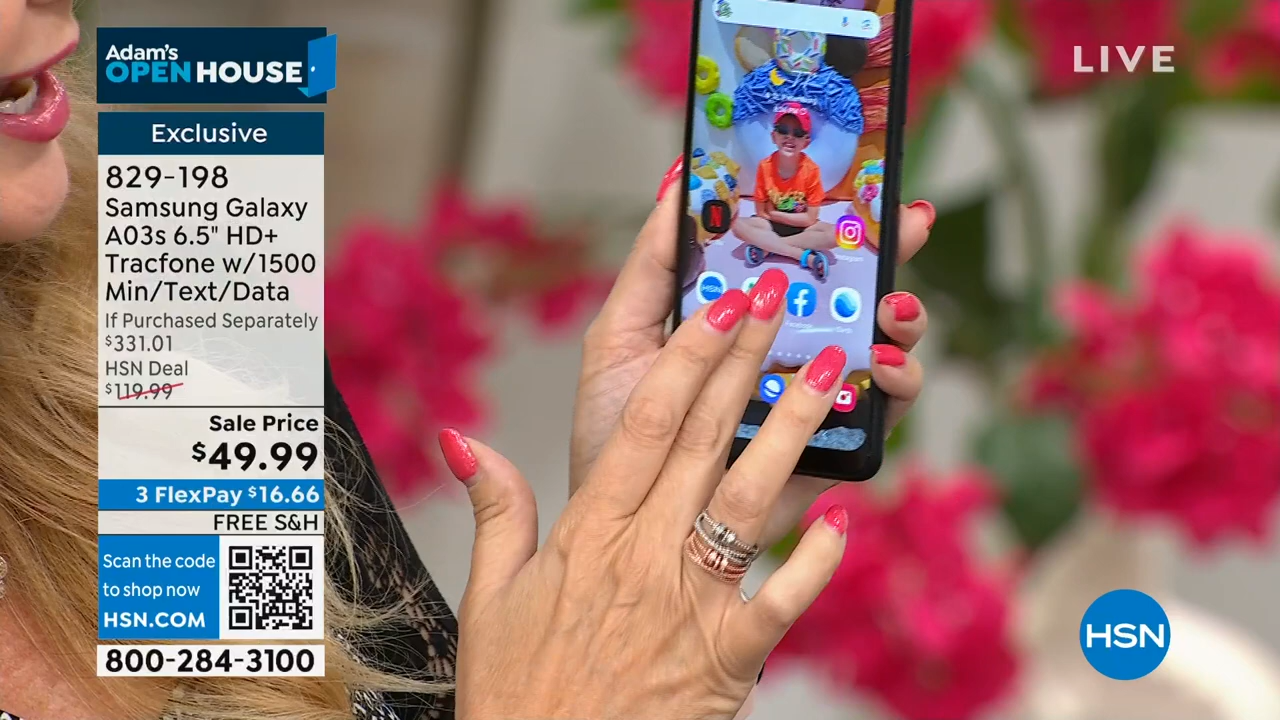 Adam's
OPEN HOUSE
Exclusive
829-198
Samsung Galaxy
A03s 6.5" HD+
Tracfone w/1500
Min/Text/Data
If Purchased Separately
$331.01
HSN Deal
$119.99
Sale Price
$49.99
3 FlexPay $16.66
FREE S&H
Scan the code
to shop now
HSN.COM
800-284-3100
LIVE
N
HSN
HSN